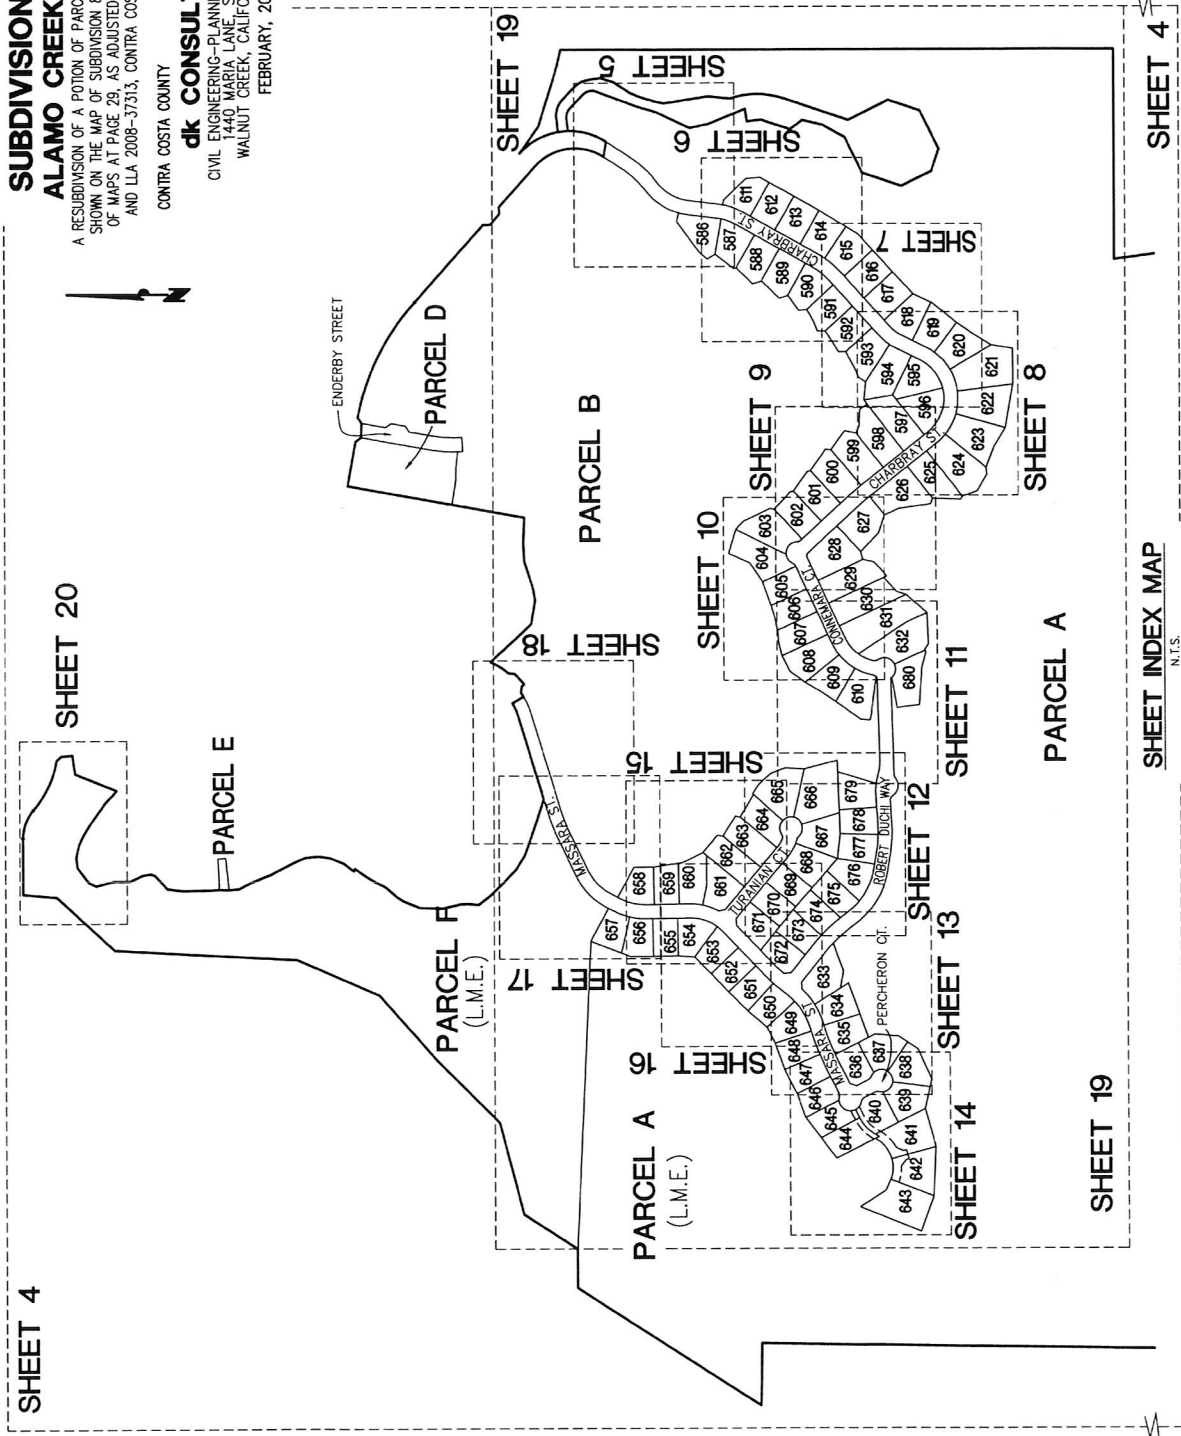 SUBDIVISION
ALAMO CREEK
A RESUBDIVISION OF A POTION OF PARC
SHOWN ON THE MAP OF SUBDIVISION 8
OF MAPS AT PAGE 29, AS ADJUSTED
AND LLA 2008-37313, CONTRA COS
CONTRA COSTA COUNTY
dk CONSUL
CIVIL ENGINEERING-PLANNI
1440 MARIA LANE, S
WALNUT CREEK, CALIFO
FEBRUARY, 20
SHEET 4
SHEET 20
PARCEL E
ENDERBY STREET
PARCEL D
SHEET 19
PARCEL F
(L.M.E.)
SHEET 17
SHEET 18
MASSARA ST.
PARCEL B
SHEET 5
SHEET 6
SHEET 7
SHEET 8
SHEET 9
SHEET 10
SHEET 11
SHEET 12
SHEET 13
SHEET 14
SHEET 15
SHEET 16
PARCEL A
(L.M.E.)
CHARBRAY ST.
CHARBRAY ST.
CONNEMARA CT.
TURANIAN CT.
ROBERT DUCHI WAY
MASSARA ST
PERCHERON CT.
586
587
588
589
590
591
592
593
594
595
596
597
598
599
600
601
602
603
604
605
606
607
608
609
610
611
612
613
614
615
616
617
618
619
620
621
622
623
624
625
626
627
628
629
630
631
632
633
634
635
636
637
638
639
640
641
642
643
644
645
646
647
648
649
650
651
652
653
654
655
656
657
658
659
660
661
662
663
664
665
666
667
668
669
670
671
672
673
674
675
676
677
678
679
680
PARCEL A
SHEET 19
SHEET 4
SHEET INDEX MAP
N.T.S.